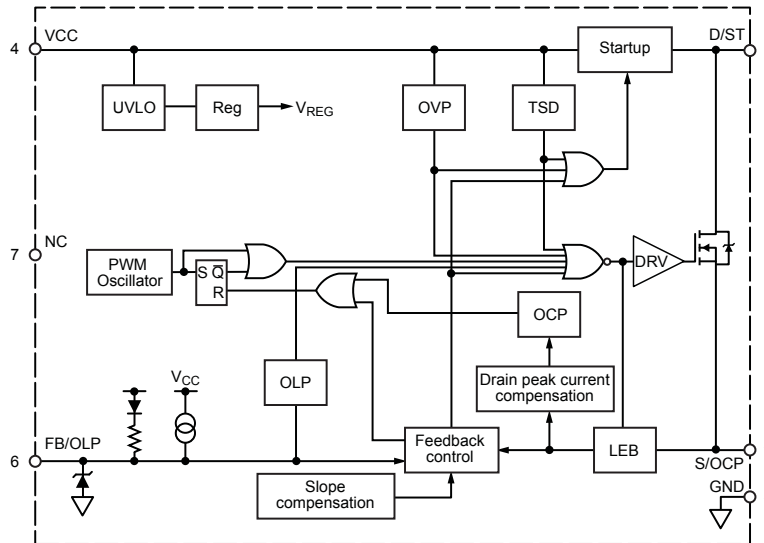 4
VCC
D/ST
Startup
UVLO
Reg
VREG
OVP
TSD
7
NC
PWM
Oscillator
S Q̅
R
DRV
OCP
Drain peak current
compensation
OLP
VCC
6
FB/OLP
Feedback
control
LEB
S/OCP
GND
Slope
compensation